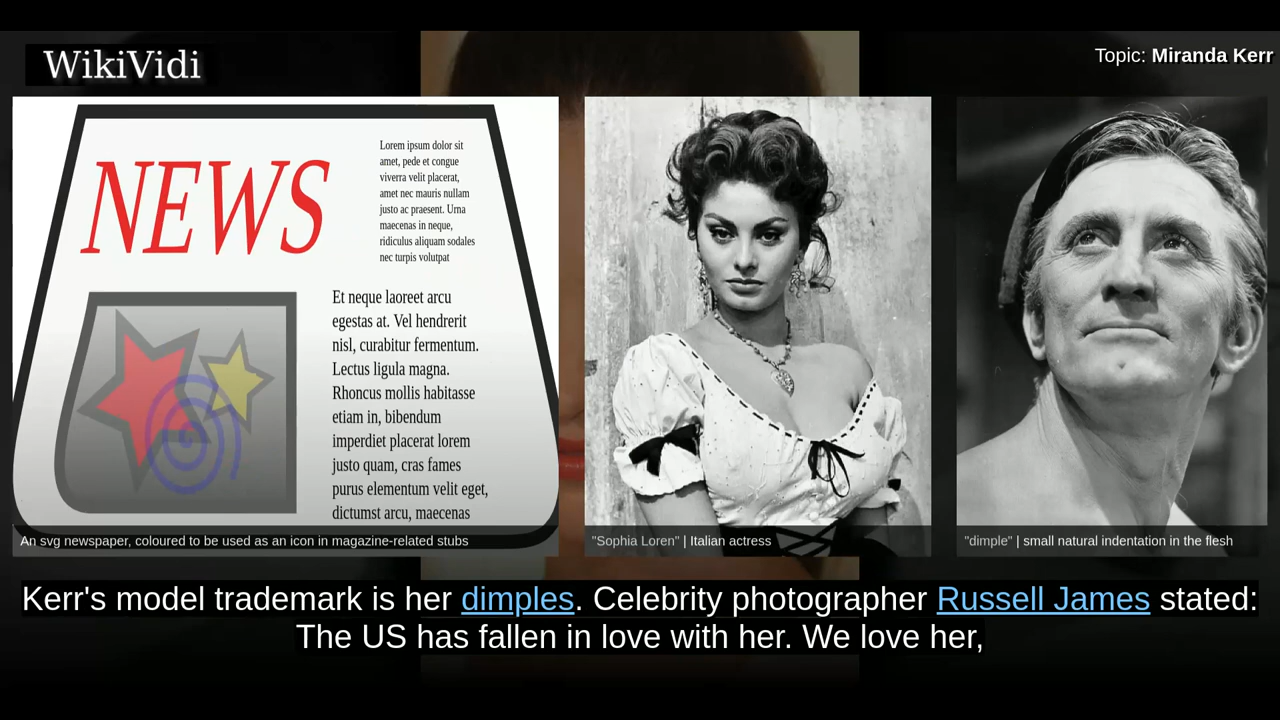 WikiVidi
Topic: Miranda Kerr
NEWS
Lorem ipsum dolor sit
amet, pede et congue
viverra velit placerat,
amet nec mauris nullam
justo ac praesent. Urna
maecenas in neque,
ridiculus aliquam sodales
nec turpis volutpat
Et neque laoreet arcu
egestas at. Vel hendrerit
nisl, curabitur fermentum.
Lectus ligula magna.
Rhoncus mollis habitasse
etiam in, bibendum
imperdiet placerat lorem
justo quam, cras fames
purus elementum velit eget,
dictumst arcu, maecenas
An svg newspaper, coloured to be used as an icon in magazine-related stubs
"Sophia Loren" | Italian actress
"dimple" | small natural indentation in the flesh
Kerr's model trademark is her dimples. Celebrity photographer Russell James stated:
The US has fallen in love with her. We love her,